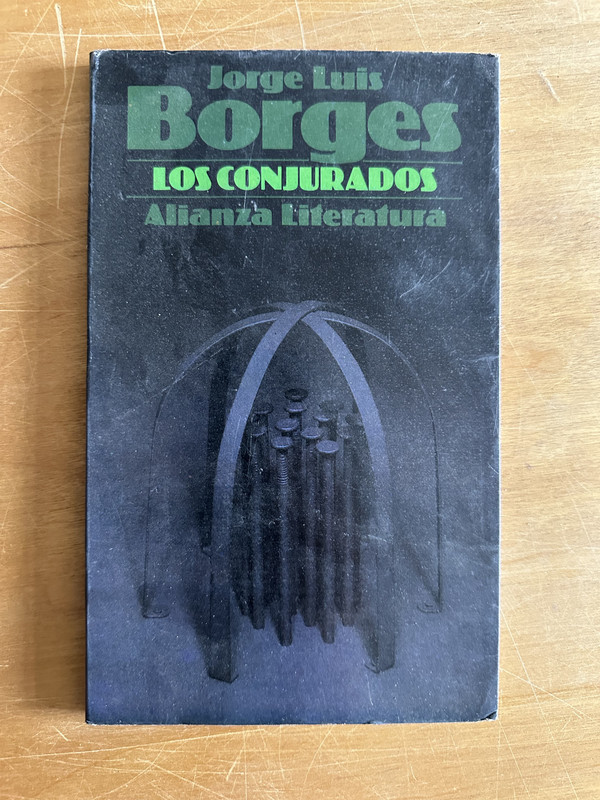 Jorge Luis
Borges
LOS CONJURADOS
Alianza Literatura